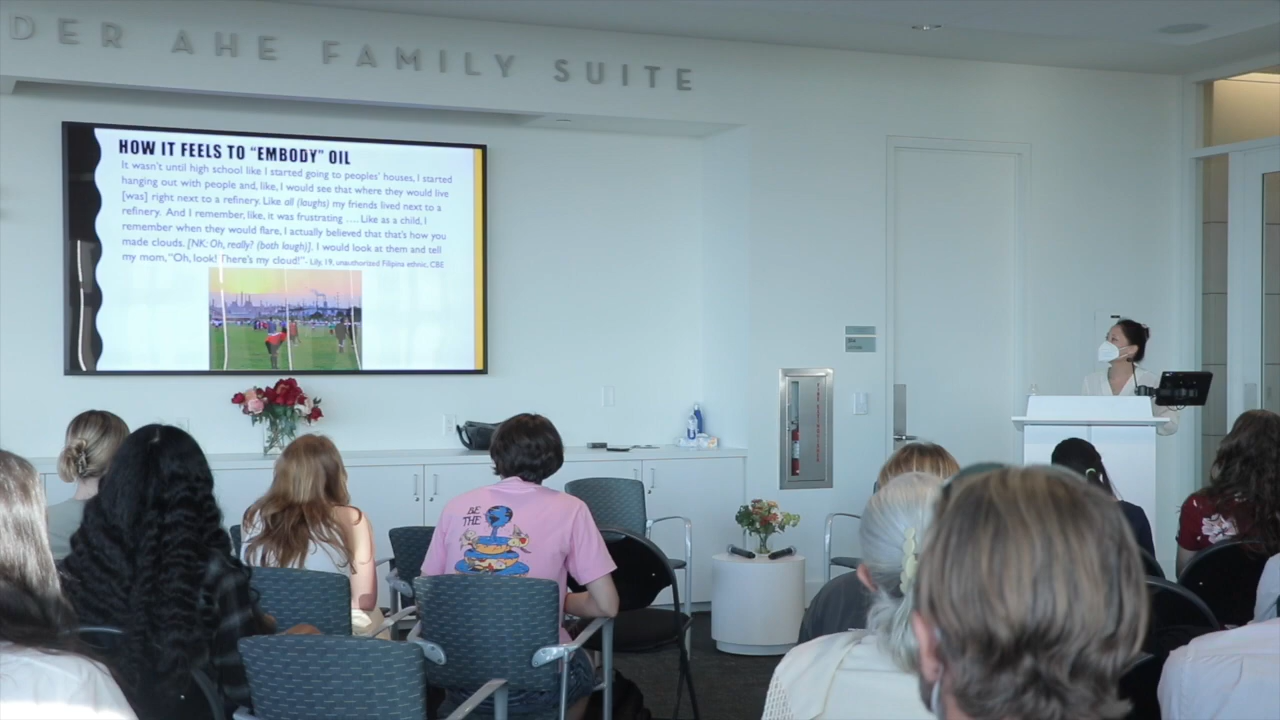 DER AHE FAMILY SUITE
HOW IT FEELS TO “EMBODY” OIL
It wasn't until high school like I started going to peoples' houses, I started
hanging out with people and, like, I would see that where they would live
[was] right next to a refinery. Like all (laughs) my friends lived next to a
refinery. And I remember, like, it was frustrating .... Like as a child, I
remember when they would flare, I actually believed that that's how you
made clouds. [NK: Oh, really? (both laugh)]. I would look at them and tell
my mom, “Oh, look! There's my cloud!”- Lily, 19, unauthorized Filipina ethnic, CBE
BE
THE